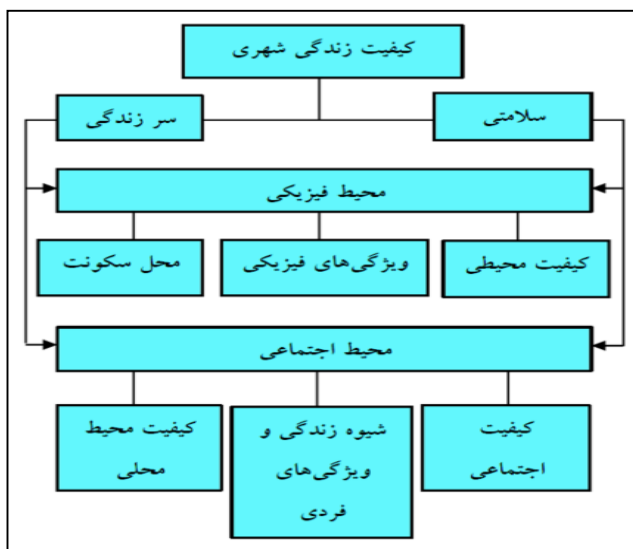 کیفیت زندگی شهری
سلامتی
سر زندگی
محیط فیزیکی
کیفیت محیطی
ویژگی‌های فیزیکی
محل سکونت
محیط اجتماعی
کیفیت
اجتماعی
شیوه زندگی و
ویژگی‌های
فردی
کیفیت محیط
محلی